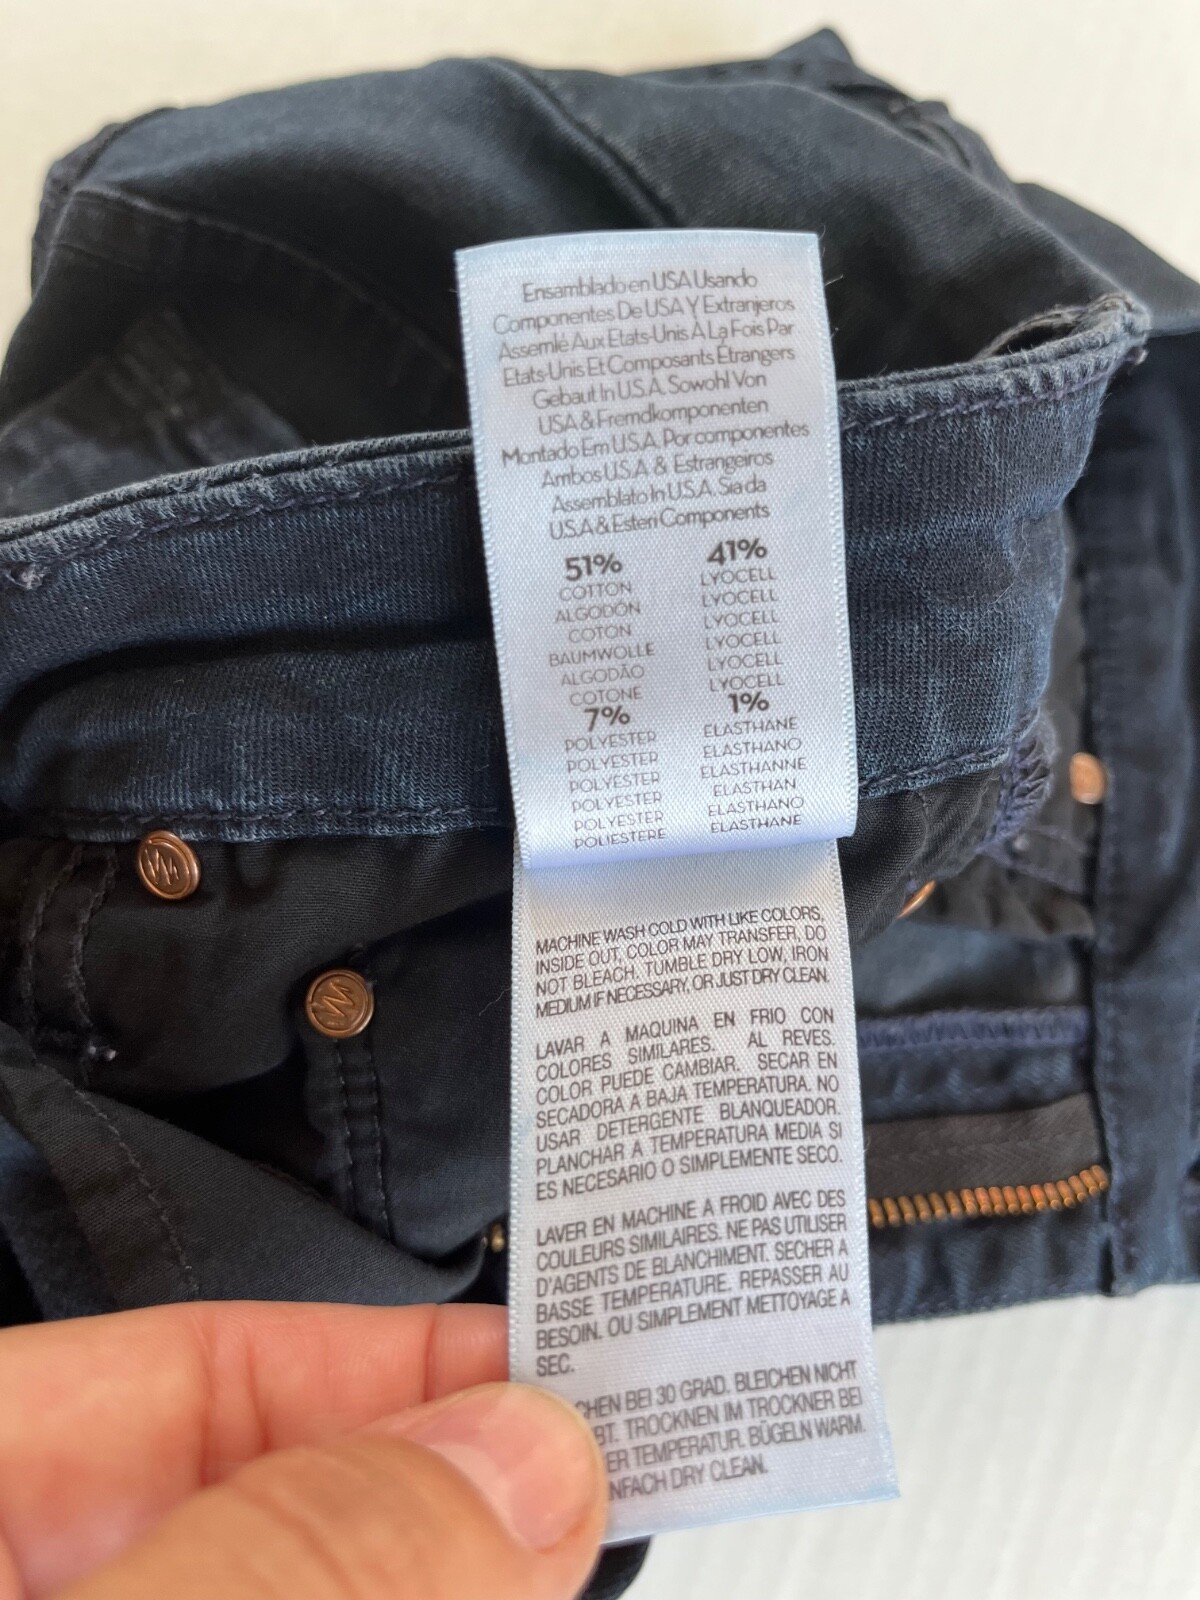 Ensamblado en USA Usando
Componentes De USA Y Extranjeros
Assemlé Aux Etats-Unis À La Fois Par
Etats-Unis Et Composants Étrangers
Gebaut In U.S.A. Sowohl Von
USA & Fremdkomponenten
Montado Em U.S.A. Por componentes
Ambos U.S.A & Estrangeiros
Assemblato In U.S.A. Sia da
U.S.A & Esteri Components
51% 41%
COTTON LYOCELL
ALGODÓN LYOCELL
COTON LYOCELL
BAUMWOLLE LYOCELL
ALGODÃO LYOCELL
COTONE LYOCELL
7% 1%
POLYESTER ELASTHANE
POLYESTER ELASTHANO
POLYESTER ELASTHANNE
POLYESTER ELASTHAN
POLYESTER ELASTHANO
POLIESTERE ELASTHANE
MACHINE WASH COLD WITH LIKE COLORS,
INSIDE OUT, COLOR MAY TRANSFER, DO
NOT BLEACH, TUMBLE DRY LOW, IRON
MEDIUM IF NECESSARY, OR JUST DRY CLEAN.
LAVAR A MAQUINA EN FRIO CON
COLORES SIMILARES. AL REVES.
COLOR PUEDE CAMBIAR. SECAR EN
SECADORA A BAJA TEMPERATURA. NO
USAR DETERGENTE BLANQUEADOR.
PLANCHAR A TEMPERATURA MEDIA SI
ES NECESARIO O SIMPLEMENTE SECO.
LAVER EN MACHINE A FROID AVEC DES
COULEURS SIMILAIRES. NE PAS UTILISER
D'AGENTS DE BLANCHIMENT. SECHER A
BASSE TEMPERATURE. REPASSER AU
BESOIN. OU SIMPLEMENT METTOYAGE A
SEC.
CHEN BEI 30 GRAD. BLEICHEN NICHT
BT. TROCKNEN IM TROCKNER BEI
ER TEMPERATUR. BÜGELN WARM.
NFACH DRY CLEAN.